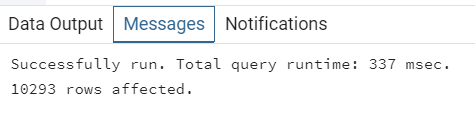 Data Output Messages Notifications
Successfully run. Total query runtime: 337 msec.
10293 rows affected.